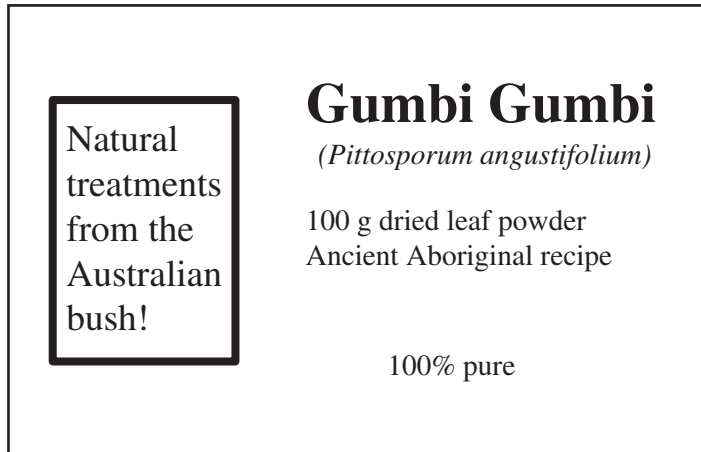 Natural
treatments
from the
Australian
bush!
Gumbi Gumbi
(Pittosporum angustifolium)
100 g dried leaf powder
Ancient Aboriginal recipe
100% pure